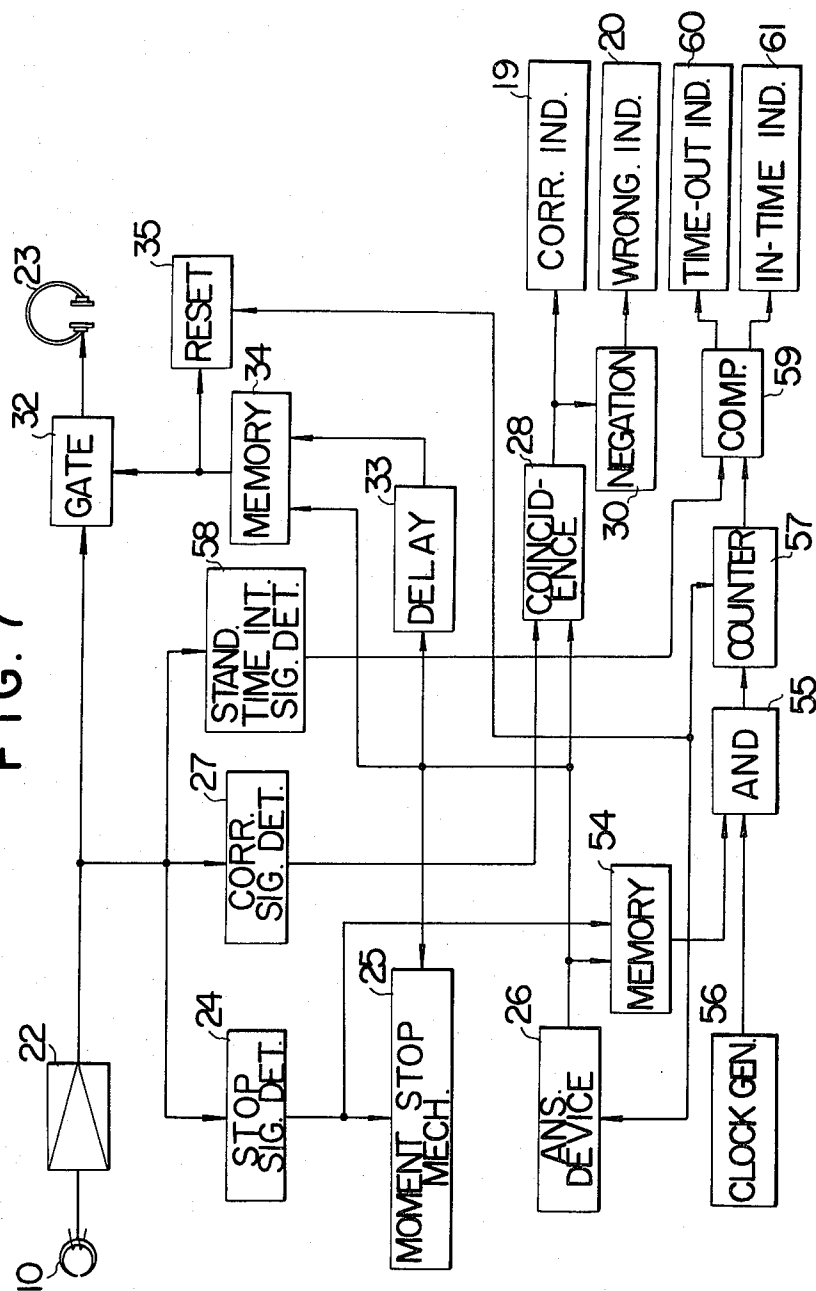 FIG. 7
10
22
32
GATE
23
35
RESET
34
MEMORY
33
DELAY
58
STAND.
TIME INT.
SIG. DET.
27
CORR.
SIG. DET.
24
STOP
SIG. DET.
25
MOMENT STOP
MECH.
26
ANS.
DEVICE
54
MEMORY
56
CLOCK GEN.
55
AND
57
COUNTER
28
COINCID-
ENCE
30
NEGATION
59
COMP.
19
CORR. IND.
20
WRONG. IND.
60
TIME-OUT IND.
61
IN-TIME IND.